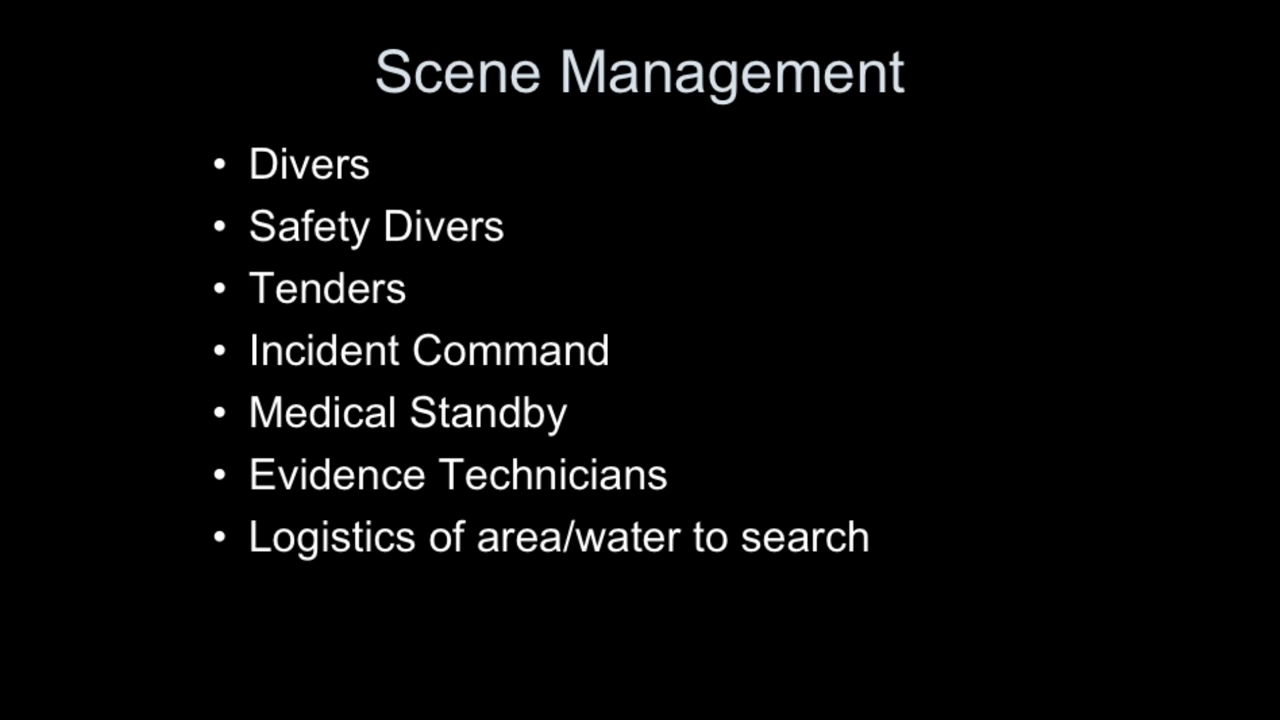 Scene Management
• Divers
• Safety Divers
• Tenders
• Incident Command
• Medical Standby
• Evidence Technicians
• Logistics of area/water to search